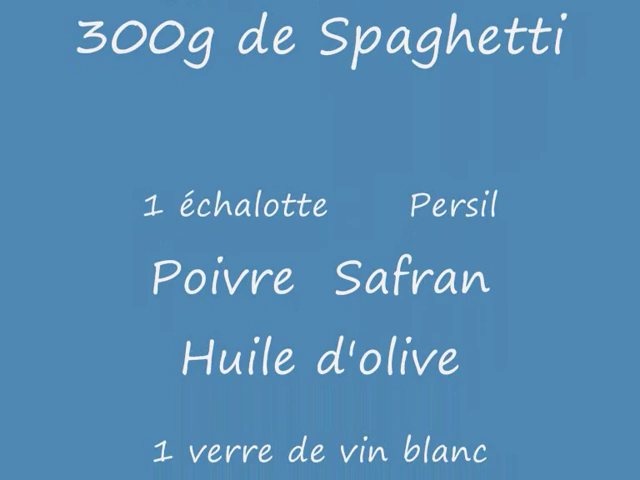 300g de Spaghetti
1 échalotte Persil
Poivre Safran
Huile d'olive
1 verre de vin blanc